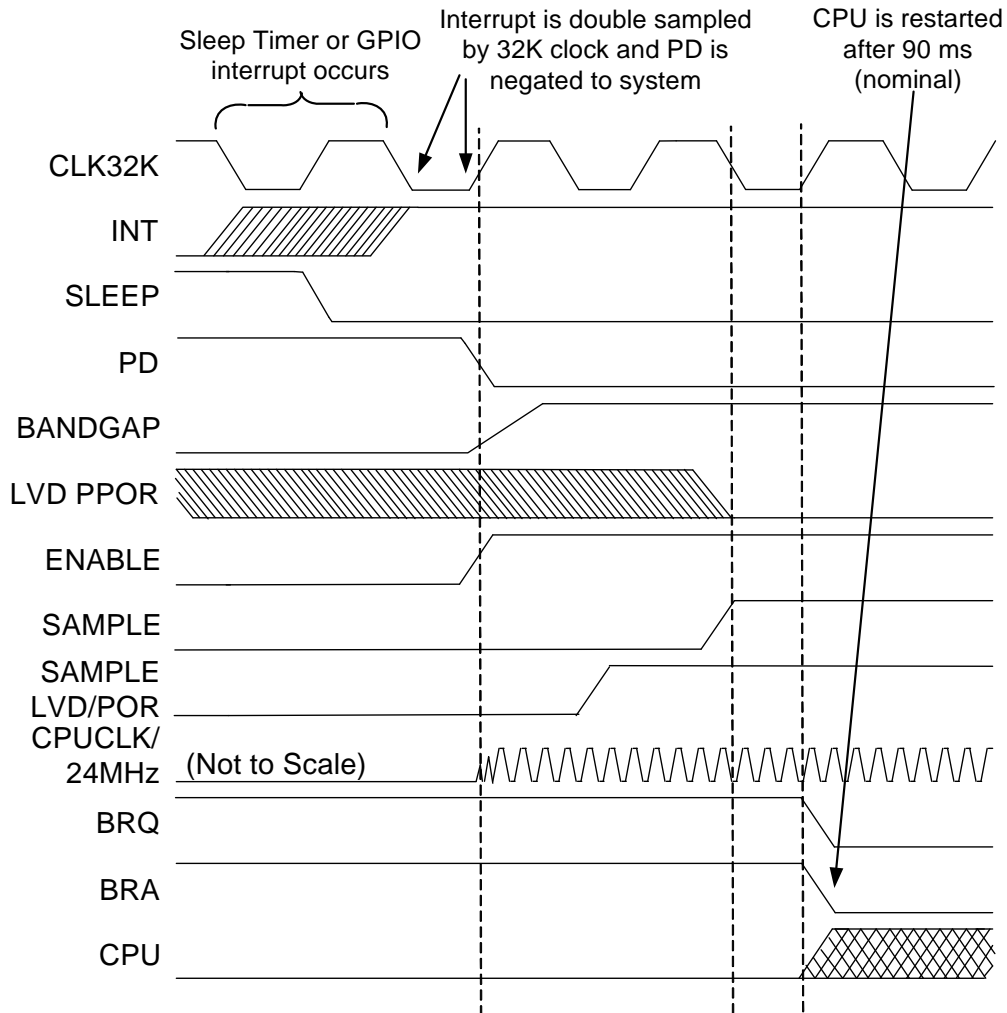 Sleep Timer or GPIO
interrupt occurs
Interrupt is double sampled
by 32K clock and PD is
negated to system
CPU is restarted
after 90 ms
(nominal)
CLK32K
INT
SLEEP
PD
BANDGAP
LVD PPOR
ENABLE
SAMPLE
SAMPLE
LVD/POR
CPUCLK/
24MHz
(Not to Scale)
BRQ
BRA
CPU